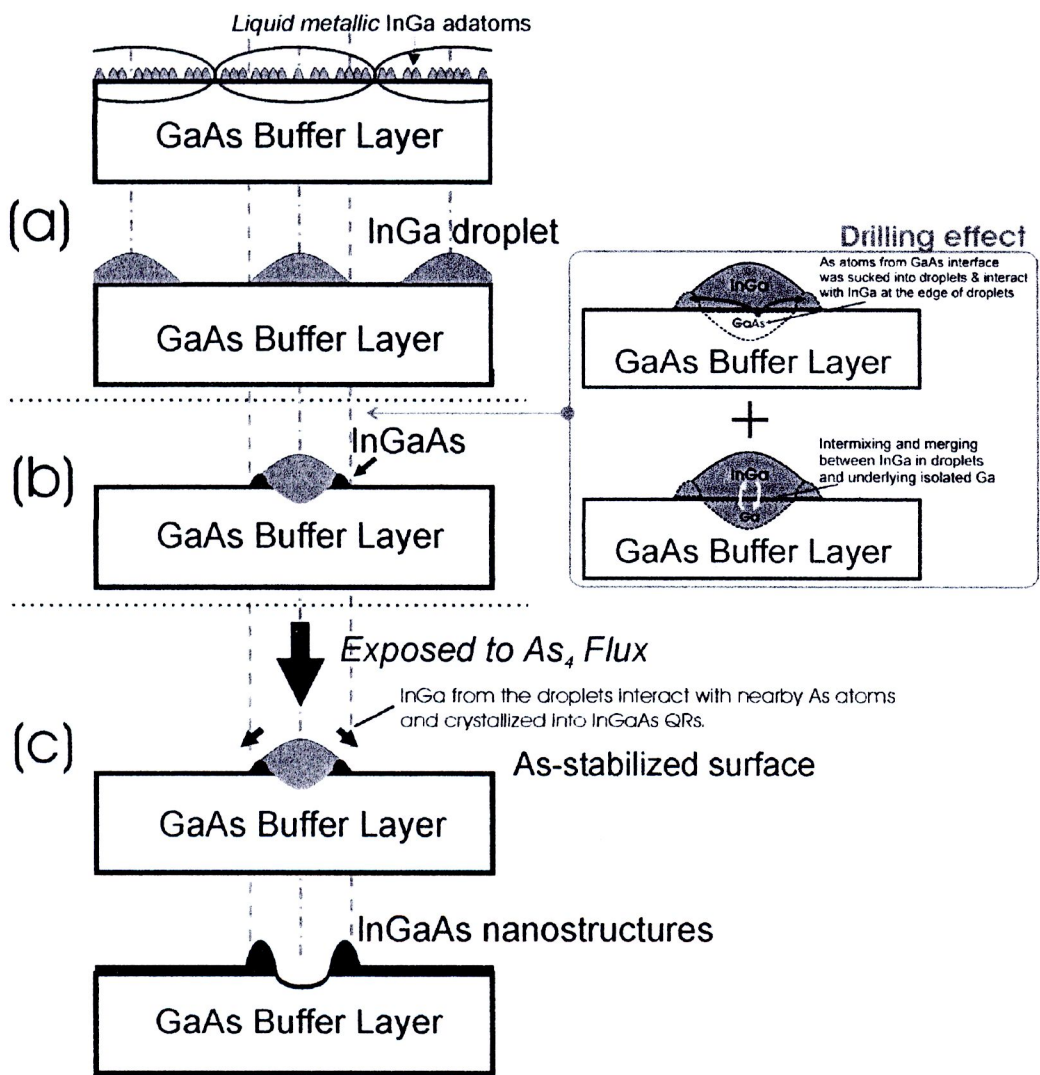 Liquid metallic InGa adatoms
GaAs Buffer Layer
(a)
InGa droplet
GaAs Buffer Layer
Drilling effect
As atoms from GaAs interface
was sucked into droplets & interact
with InGa at the edge of droplets
InGa
GaAs
GaAs Buffer Layer
+
Intermixing and merging
between InGa in droplets
and underlying isolated Ga
InGa
Ga
GaAs Buffer Layer
(b)
InGaAs
GaAs Buffer Layer
Exposed to As₄ Flux
InGa from the droplets interact with nearby As atoms
and crystallized into InGaAs QRs.
(c)
As-stabilized surface
GaAs Buffer Layer
InGaAs nanostructures
GaAs Buffer Layer